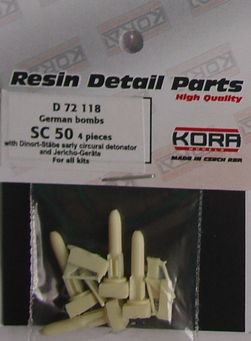 Resin Detail Parts
High Quality
D 72 118
German bombs
SC 50 4 pieces
with Dinort-Stäbe early circural detonator
and Jericho-Geräte
For all kits
KORA
MODELS
MADE IN CZECH REP.